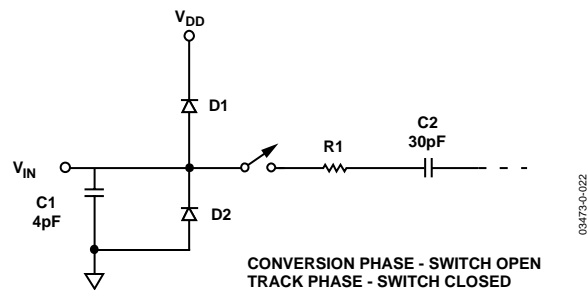 VDD
D1
C2
30pF
R1
VIN
C1
4pF
D2
CONVERSION PHASE - SWITCH OPEN
TRACK PHASE - SWITCH CLOSED
03473-0-022